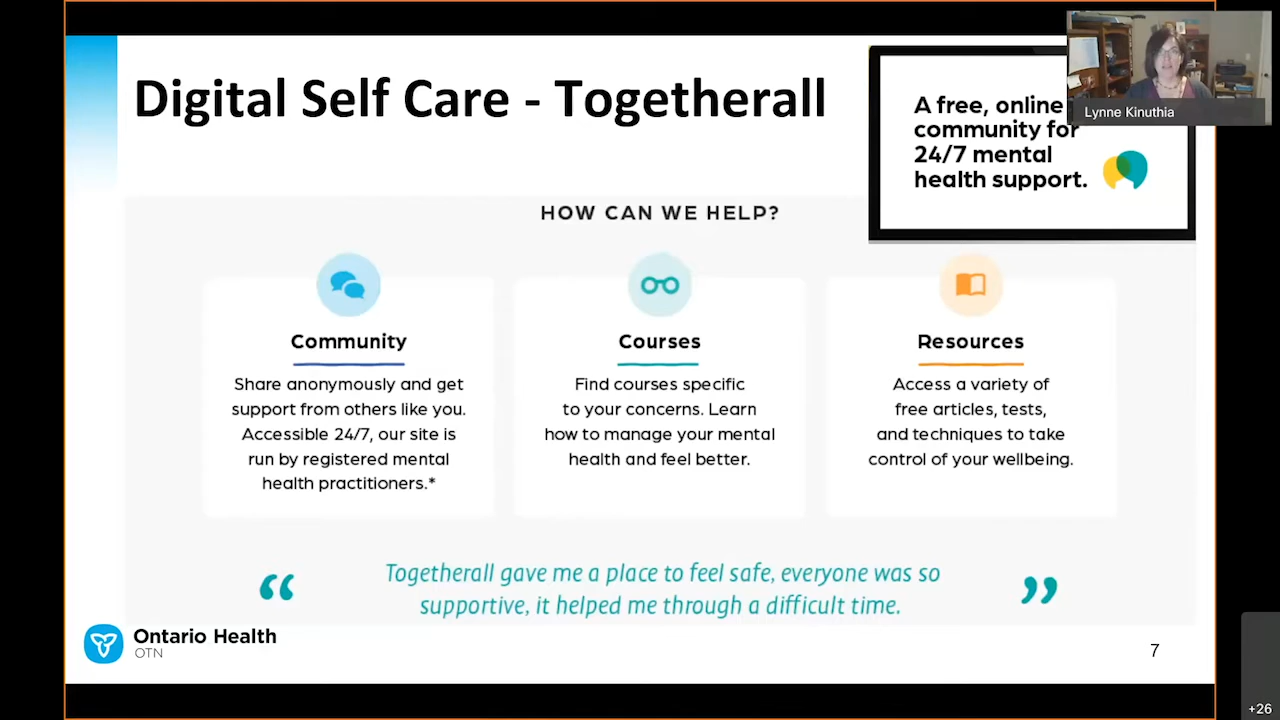 Digital Self Care - Togetherall
A free, online
community for
24/7 mental
health support.
Lynne Kinuthia
HOW CAN WE HELP?
Community
Share anonymously and get
support from others like you.
Accessible 24/7, our site is
run by registered mental
health practitioners.*
Courses
Find courses specific
to your concerns. Learn
how to manage your mental
health and feel better.
Resources
Access a variety of
free articles, tests,
and techniques to take
control of your wellbeing.
“ Togetherall gave me a place to feel safe, everyone was so
supportive, it helped me through a difficult time. ”
Ontario Health
OTN
7
+26